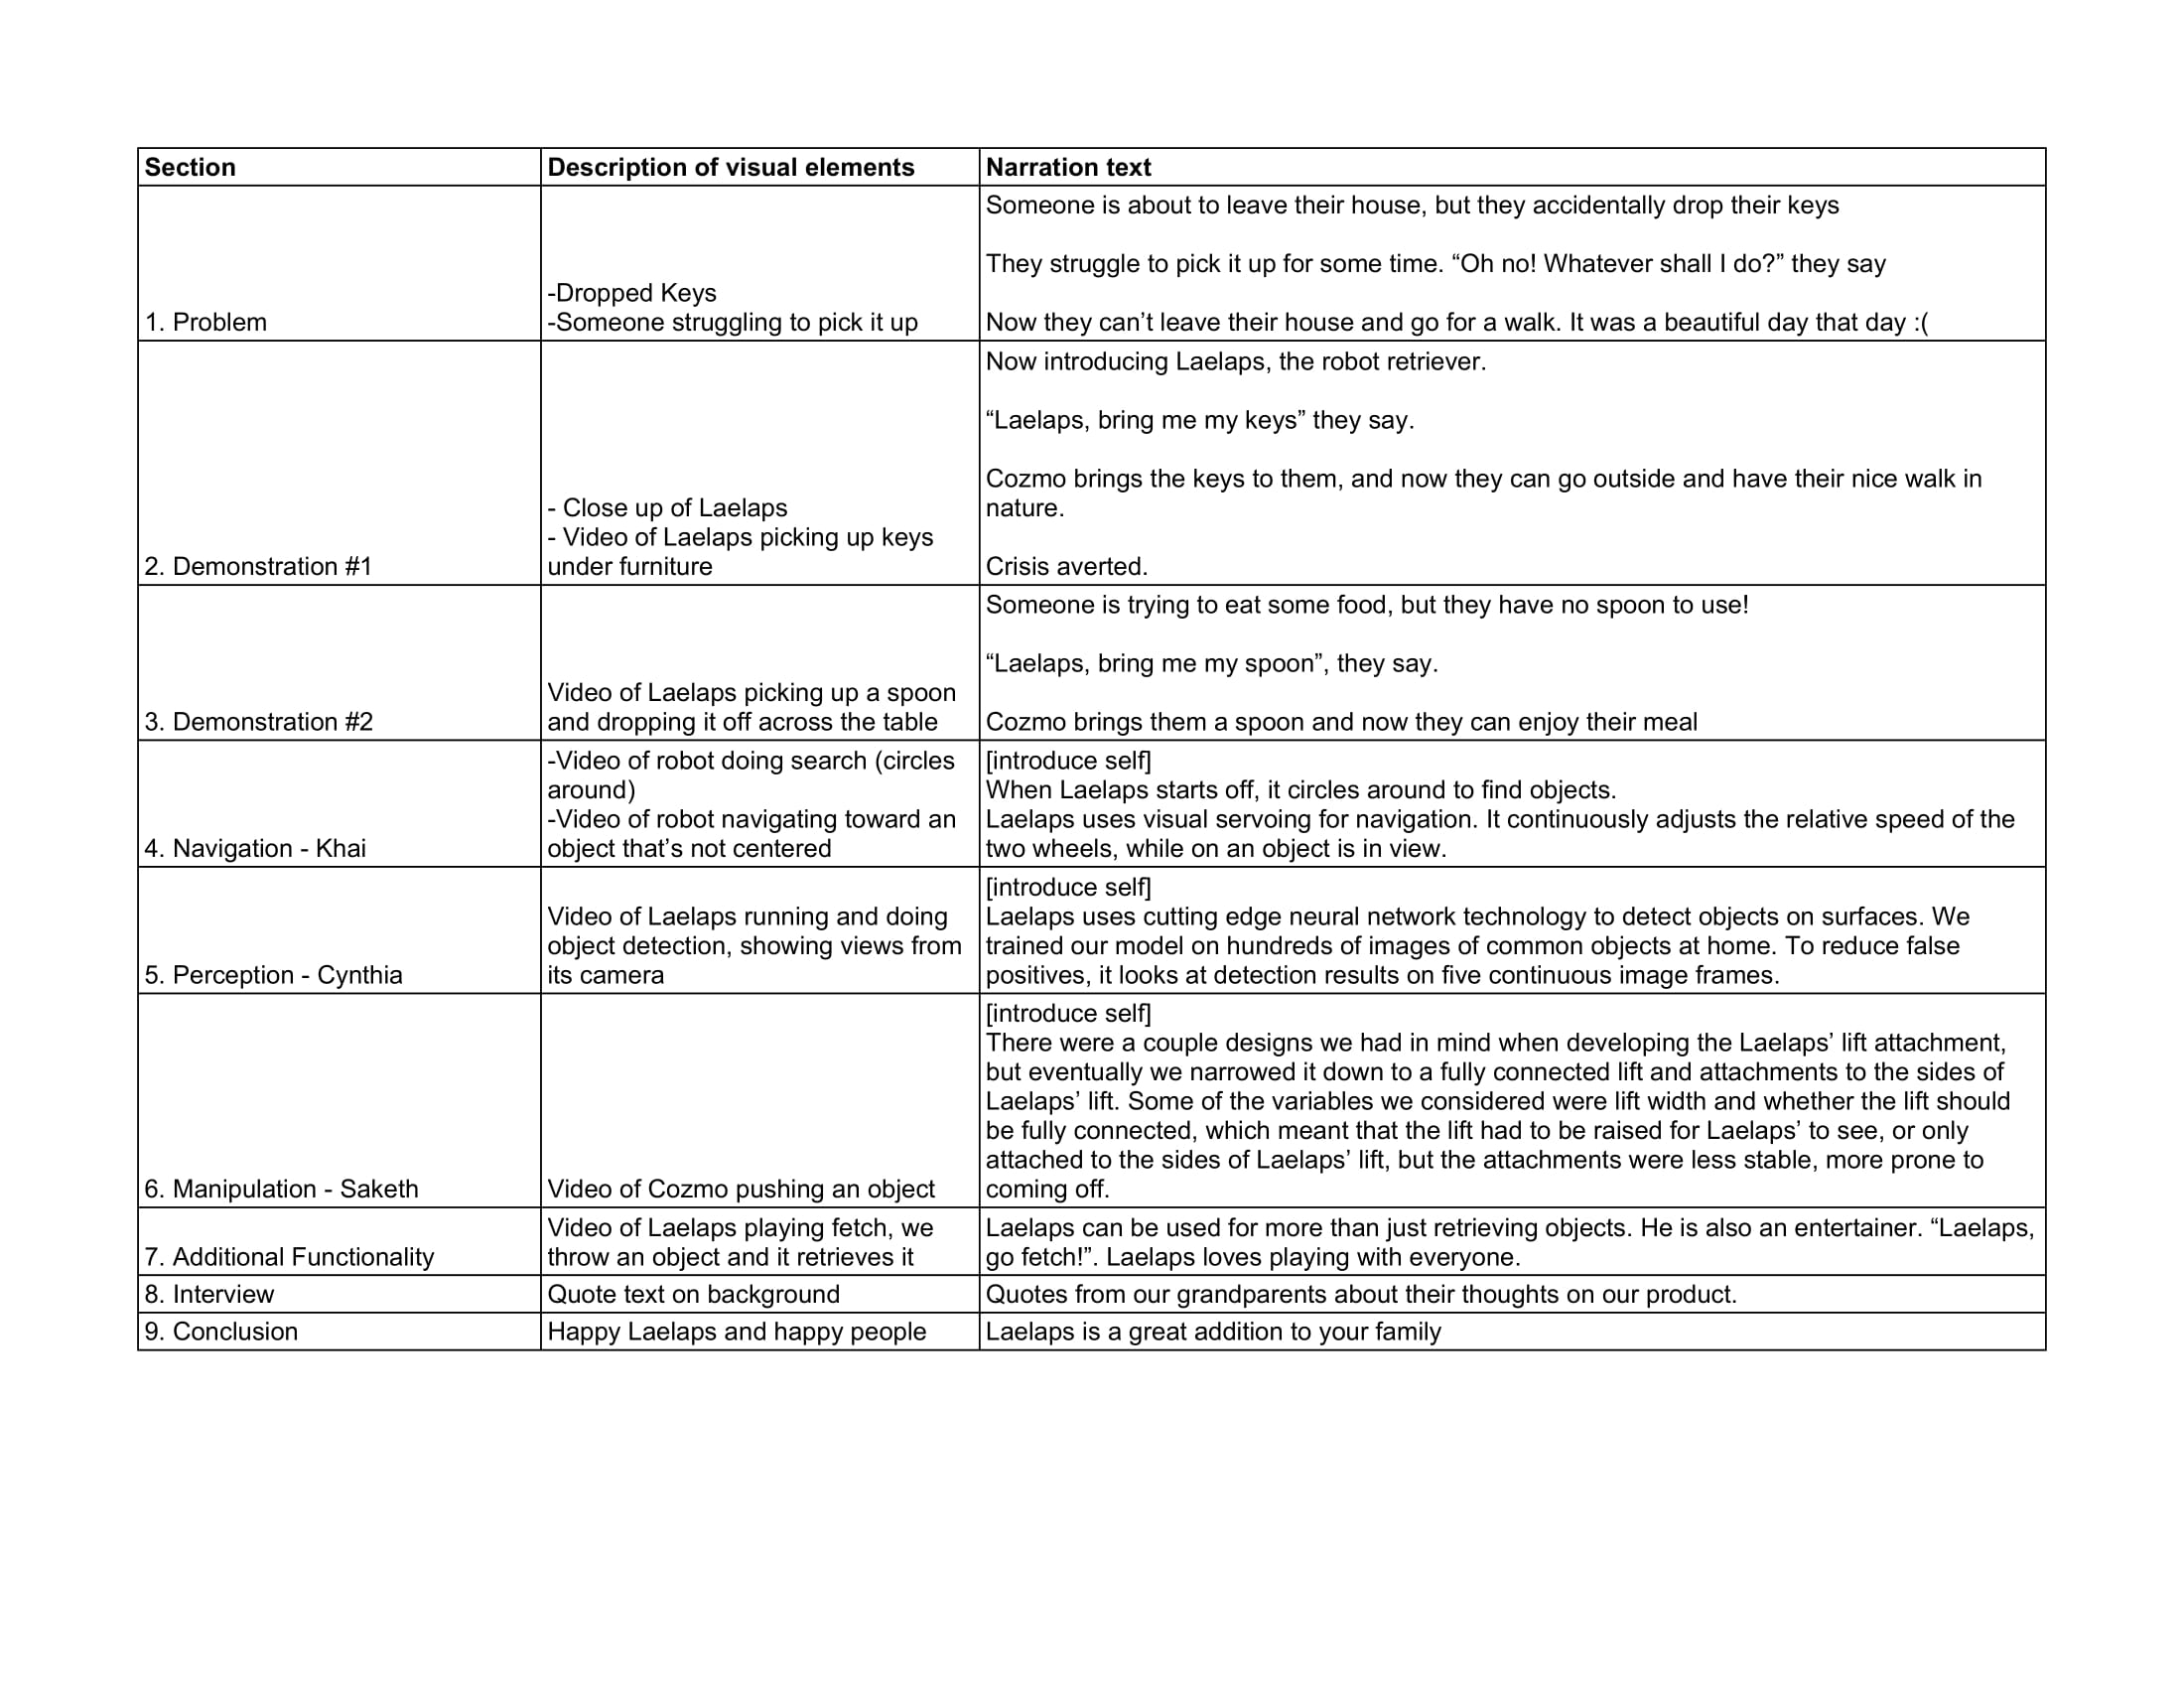 Section
Description of visual elements
Narration text
1. Problem
-Dropped Keys
-Someone struggling to pick it up
Someone is about to leave their house, but they accidentally drop their keys
They struggle to pick it up for some time. “Oh no! Whatever shall I do?” they say
Now they can’t leave their house and go for a walk. It was a beautiful day that day :(
2. Demonstration #1
- Close up of Laelaps
- Video of Laelaps picking up keys
under furniture
Now introducing Laelaps, the robot retriever.
“Laelaps, bring me my keys” they say.
Cozmo brings the keys to them, and now they can go outside and have their nice walk in
nature.
Crisis averted.
3. Demonstration #2
Video of Laelaps picking up a spoon
and dropping it off across the table
Someone is trying to eat some food, but they have no spoon to use!
“Laelaps, bring me my spoon”, they say.
Cozmo brings them a spoon and now they can enjoy their meal
4. Navigation - Khai
-Video of robot doing search (circles
around)
-Video of robot navigating toward an
object that’s not centered
[introduce self]
When Laelaps starts off, it circles around to find objects.
Laelaps uses visual servoing for navigation. It continuously adjusts the relative speed of the
two wheels, while on an object is in view.
5. Perception - Cynthia
Video of Laelaps running and doing
object detection, showing views from
its camera
[introduce self]
Laelaps uses cutting edge neural network technology to detect objects on surfaces. We
trained our model on hundreds of images of common objects at home. To reduce false
positives, it looks at detection results on five continuous image frames.
6. Manipulation - Saketh
Video of Cozmo pushing an object
[introduce self]
There were a couple designs we had in mind when developing the Laelaps’ lift attachment,
but eventually we narrowed it down to a fully connected lift and attachments to the sides of
Laelaps’ lift. Some of the variables we considered were lift width and whether the lift should
be fully connected, which meant that the lift had to be raised for Laelaps’ to see, or only
attached to the sides of Laelaps’ lift, but the attachments were less stable, more prone to
coming off.
7. Additional Functionality
Video of Laelaps playing fetch, we
throw an object and it retrieves it
Laelaps can be used for more than just retrieving objects. He is also an entertainer. “Laelaps,
go fetch!”. Laelaps loves playing with everyone.
8. Interview
Quote text on background
Quotes from our grandparents about their thoughts on our product.
9. Conclusion
Happy Laelaps and happy people
Laelaps is a great addition to your family